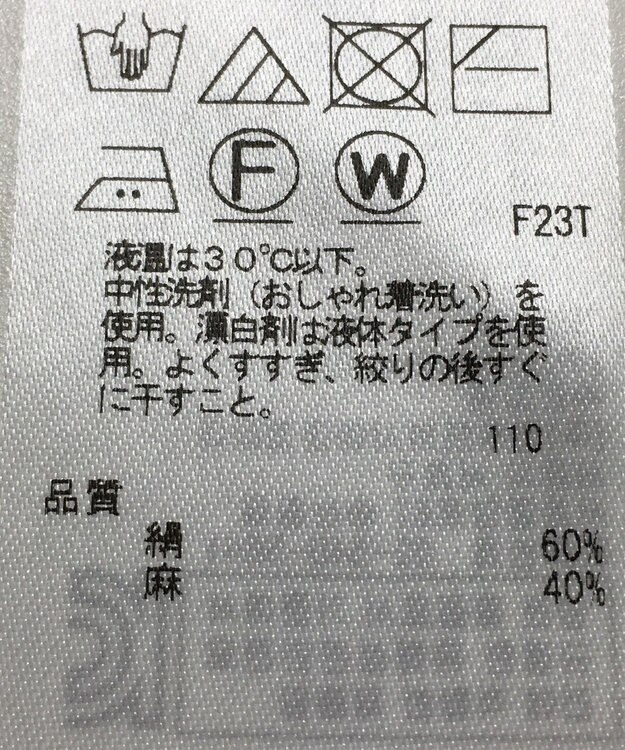 F W
F23T
液温は30℃以下。
中性洗剤（おしゃれ着洗い）を
使用。漂白剤は液体タイプを使
用。よくすすぎ、絞りの後すぐ
に干すこと。
110
品質
絹 60%
麻 40%